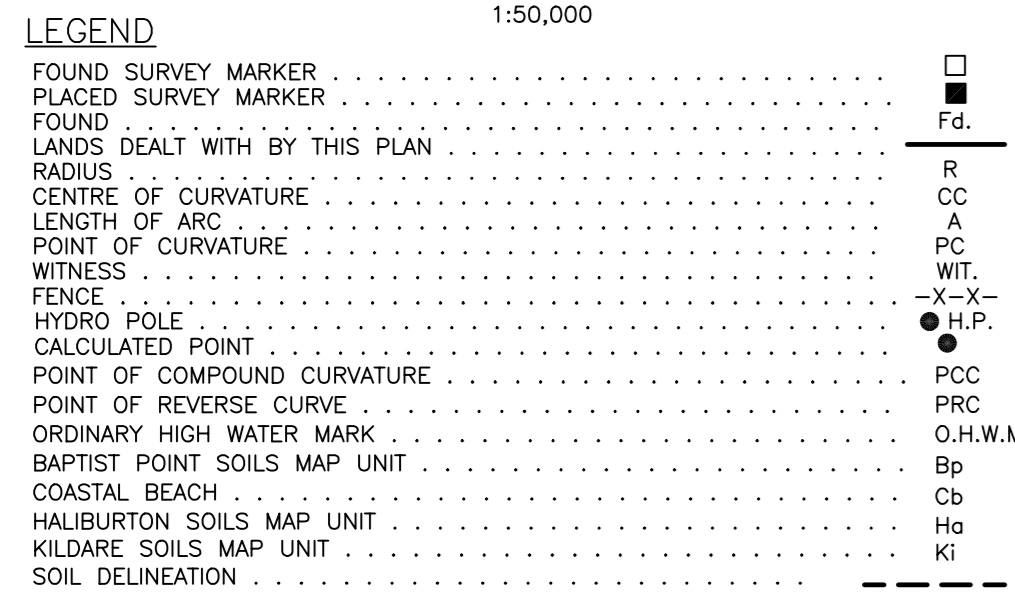 1:50,000
LEGEND
FOUND SURVEY MARKER . . . . . . . . . . . . . . . . . . . . . . . . □
PLACED SURVEY MARKER . . . . . . . . . . . . . . . . . . . . . . . . ■
FOUND . . . . . . . . . . . . . . . . . . . . . . . . Fd.
LANDS DEALT WITH BY THIS PLAN . . . . . . . . . . . . . . . . . . .
RADIUS . . . . . . . . . . . . . . . . . . . . . . . . R
CENTRE OF CURVATURE . . . . . . . . . . . . . . . . . . . . . . . . CC
LENGTH OF ARC . . . . . . . . . . . . . . . . . . . . . . . . A
POINT OF CURVATURE . . . . . . . . . . . . . . . . . . . . . . . . PC
WITNESS . . . . . . . . . . . . . . . . . . . . . . . . WIT.
FENCE . . . . . . . . . . . . . . . . . . . . . . . . –X–X–
HYDRO POLE . . . . . . . . . . . . . . . . . . . . . . . . ● H.P.
CALCULATED POINT . . . . . . . . . . . . . . . . . . . . . . . . ●
POINT OF COMPOUND CURVATURE . . . . . . . . . . . . . . . . . . . . PCC
POINT OF REVERSE CURVE . . . . . . . . . . . . . . . . . . . . . . . PRC
ORDINARY HIGH WATER MARK . . . . . . . . . . . . . . . . . . . . . . O.H.W.M
BAPTIST POINT SOILS MAP UNIT . . . . . . . . . . . . . . . . . . . . . Bp
COASTAL BEACH . . . . . . . . . . . . . . . . . . . . . . . . Cb
HALIBURTON SOILS MAP UNIT . . . . . . . . . . . . . . . . . . . . . . Ha
KILDARE SOILS MAP UNIT . . . . . . . . . . . . . . . . . . . . . . . . Ki
SOIL DELINEATION . . . . . . . . . . . . . . . . . . .